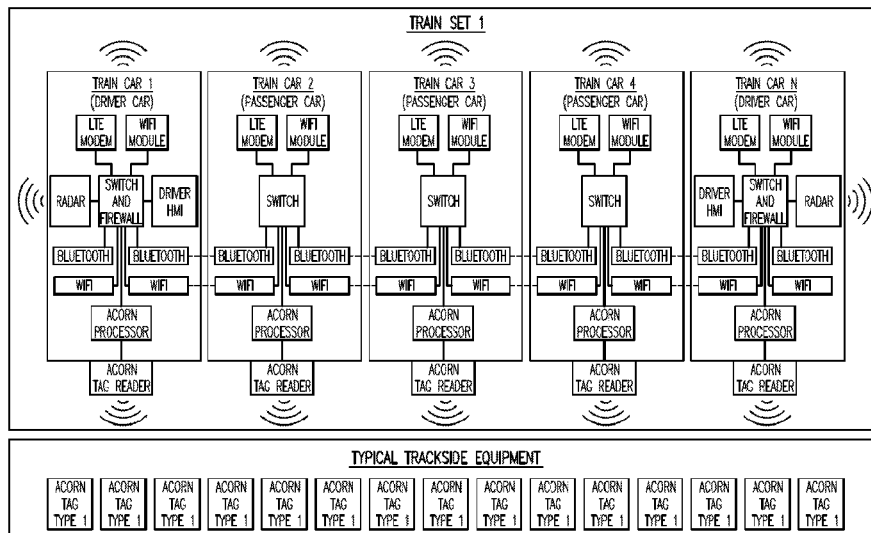 TRAIN SET 1
TRAIN CAR 1
(DRIVER CAR)
LTE
MODEM
WIFI
MODULE
RADAR
SWITCH
AND
FIREWALL
DRIVER
HMI
BLUETOOTH
BLUETOOTH
WIFI
WIFI
ACORN
PROCESSOR
ACORN
TAG READER
TRAIN CAR 2
(PASSENGER CAR)
LTE
MODEM
WIFI
MODULE
SWITCH
BLUETOOTH
BLUETOOTH
WIFI
WIFI
ACORN
PROCESSOR
ACORN
TAG READER
TRAIN CAR 3
(PASSENGER CAR)
LTE
MODEM
WIFI
MODULE
SWITCH
BLUETOOTH
BLUETOOTH
WIFI
WIFI
ACORN
PROCESSOR
ACORN
TAG READER
TRAIN CAR 4
(PASSENGER CAR)
LTE
MODEM
WIFI
MODULE
SWITCH
BLUETOOTH
BLUETOOTH
WIFI
WIFI
ACORN
PROCESSOR
ACORN
TAG READER
TRAIN CAR N
(DRIVER CAR)
LTE
MODEM
WIFI
MODULE
DRIVER
HMI
SWITCH
AND
FIREWALL
RADAR
BLUETOOTH
BLUETOOTH
WIFI
WIFI
ACORN
PROCESSOR
ACORN
TAG READER
TYPICAL TRACKSIDE EQUIPMENT
ACORN
TAG
TYPE 1
ACORN
TAG
TYPE 1
ACORN
TAG
TYPE 1
ACORN
TAG
TYPE 1
ACORN
TAG
TYPE 1
ACORN
TAG
TYPE 1
ACORN
TAG
TYPE 1
ACORN
TAG
TYPE 1
ACORN
TAG
TYPE 1
ACORN
TAG
TYPE 1
ACORN
TAG
TYPE 1
ACORN
TAG
TYPE 1
ACORN
TAG
TYPE 1
ACORN
TAG
TYPE 1
ACORN
TAG
TYPE 1